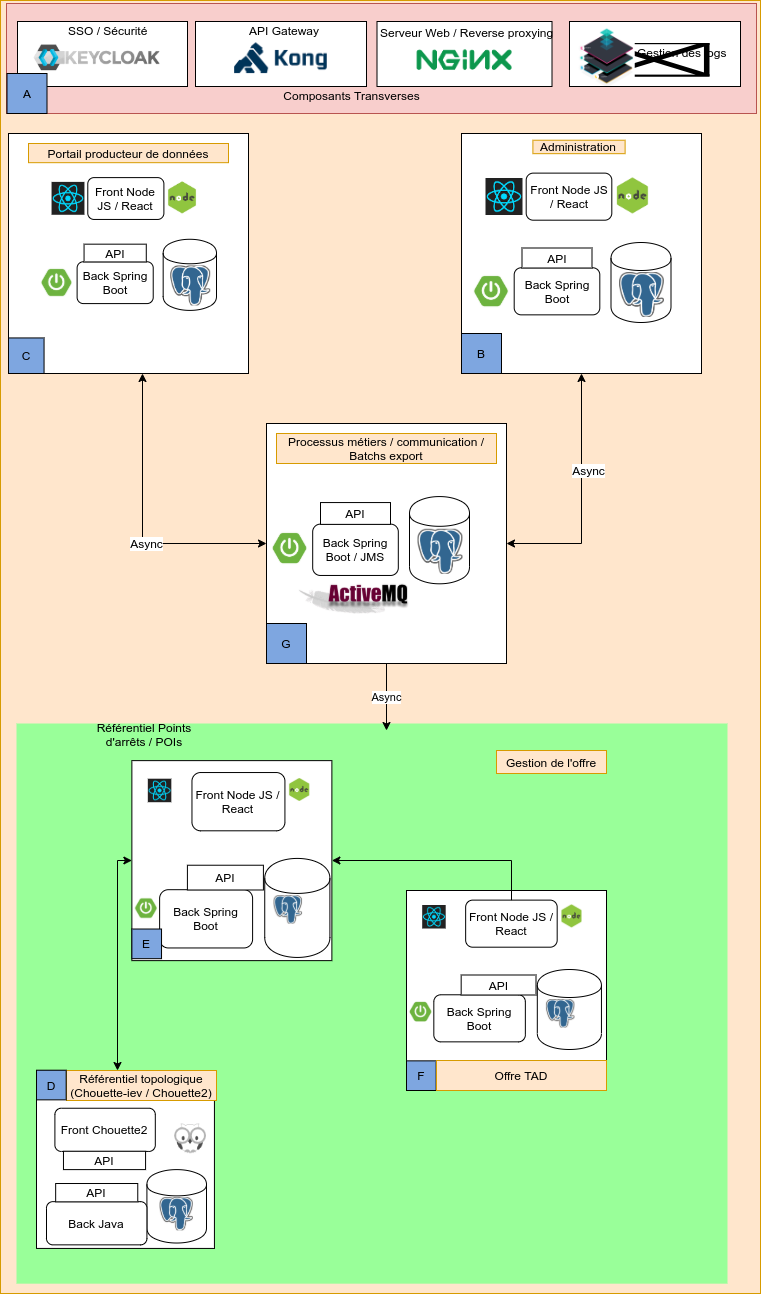 SSO / Sécurité
KEYCLOAK
API Gateway
Kong
Serveur Web / Reverse proxying
NGiNX
Gestion des logs
A
Composants Transverses
Portail producteur de données
Front Node
JS / React
node
API
Back Spring
Boot
C
Administration
Front Node JS
/ React
node
API
Back Spring
Boot
B
Async
Processus métiers / communication /
Batchs export
API
Back Spring
Boot / JMS
ActiveMQ
G
Async
Async
Référentiel Points
d'arrêts / POIs
Gestion de l'offre
Front Node JS /
React
node
API
Back Spring
Boot
E
Front Node JS /
React
node
API
Back Spring
Boot
F
Offre TAD
D
Référentiel topologique
(Chouette-iev / Chouette2)
Front Chouette2
API
API
Back Java